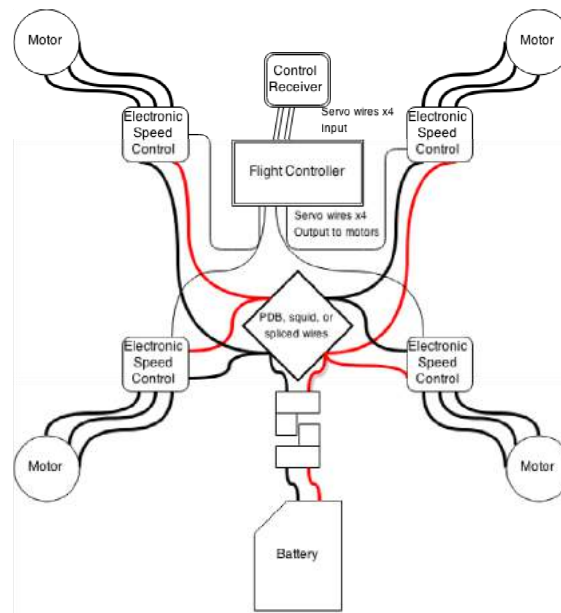 Motor
Motor
Control
Receiver
Servo wires x4
Input
Electronic
Speed
Control
Electronic
Speed
Control
Flight Controller
Servo wires x4
Output to motors
PDB, squid, or
spliced wires
Electronic
Speed
Control
Electronic
Speed
Control
Motor
Motor
Battery